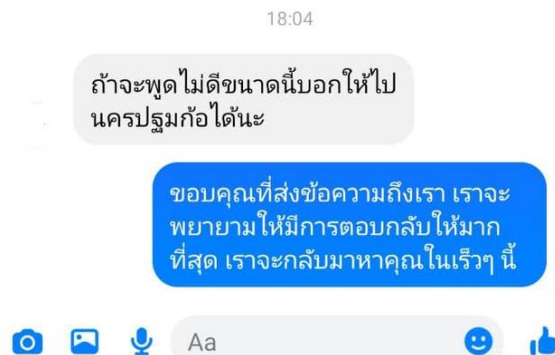 18:04
ถ้าจะพูดไม่ดีขนาดนี้บอกให้ไป
นครปฐมก้อได้นะ
ขอบคุณที่ส่งข้อความถึงเรา เราจะ
พยายามให้มีการตอบกลับให้มาก
ที่สุด เราจะกลับมาหาคุณในเร็วๆ นี้
Aa